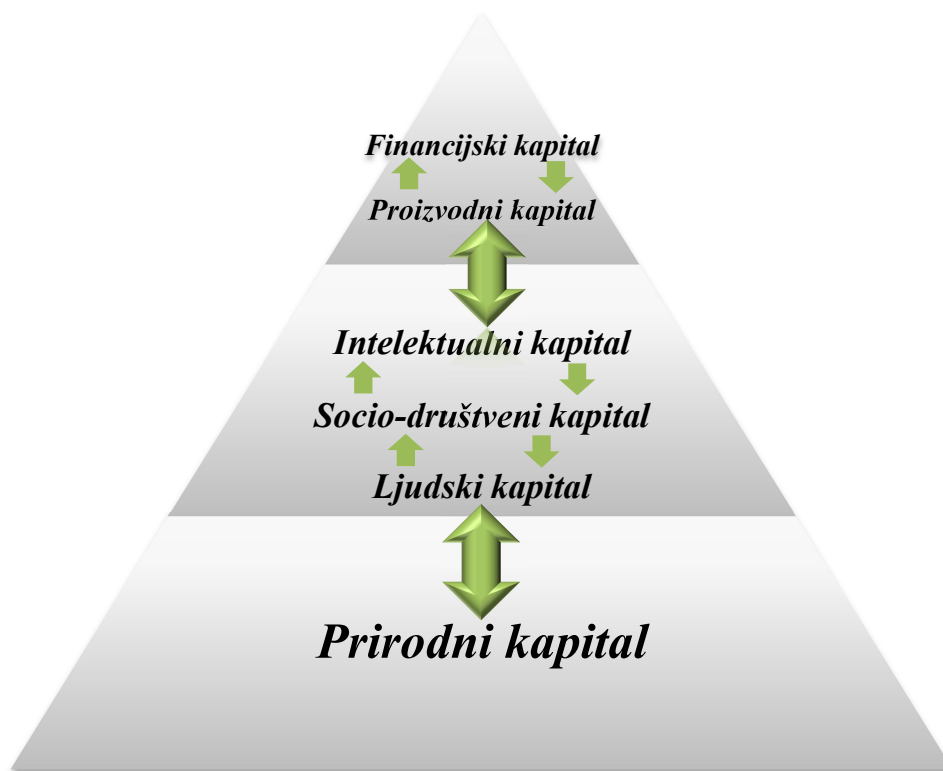 Financijski kapital
Proizvodni kapital
Intelektualni kapital
Socio-društveni kapital
Ljudski kapital
Prirodni kapital